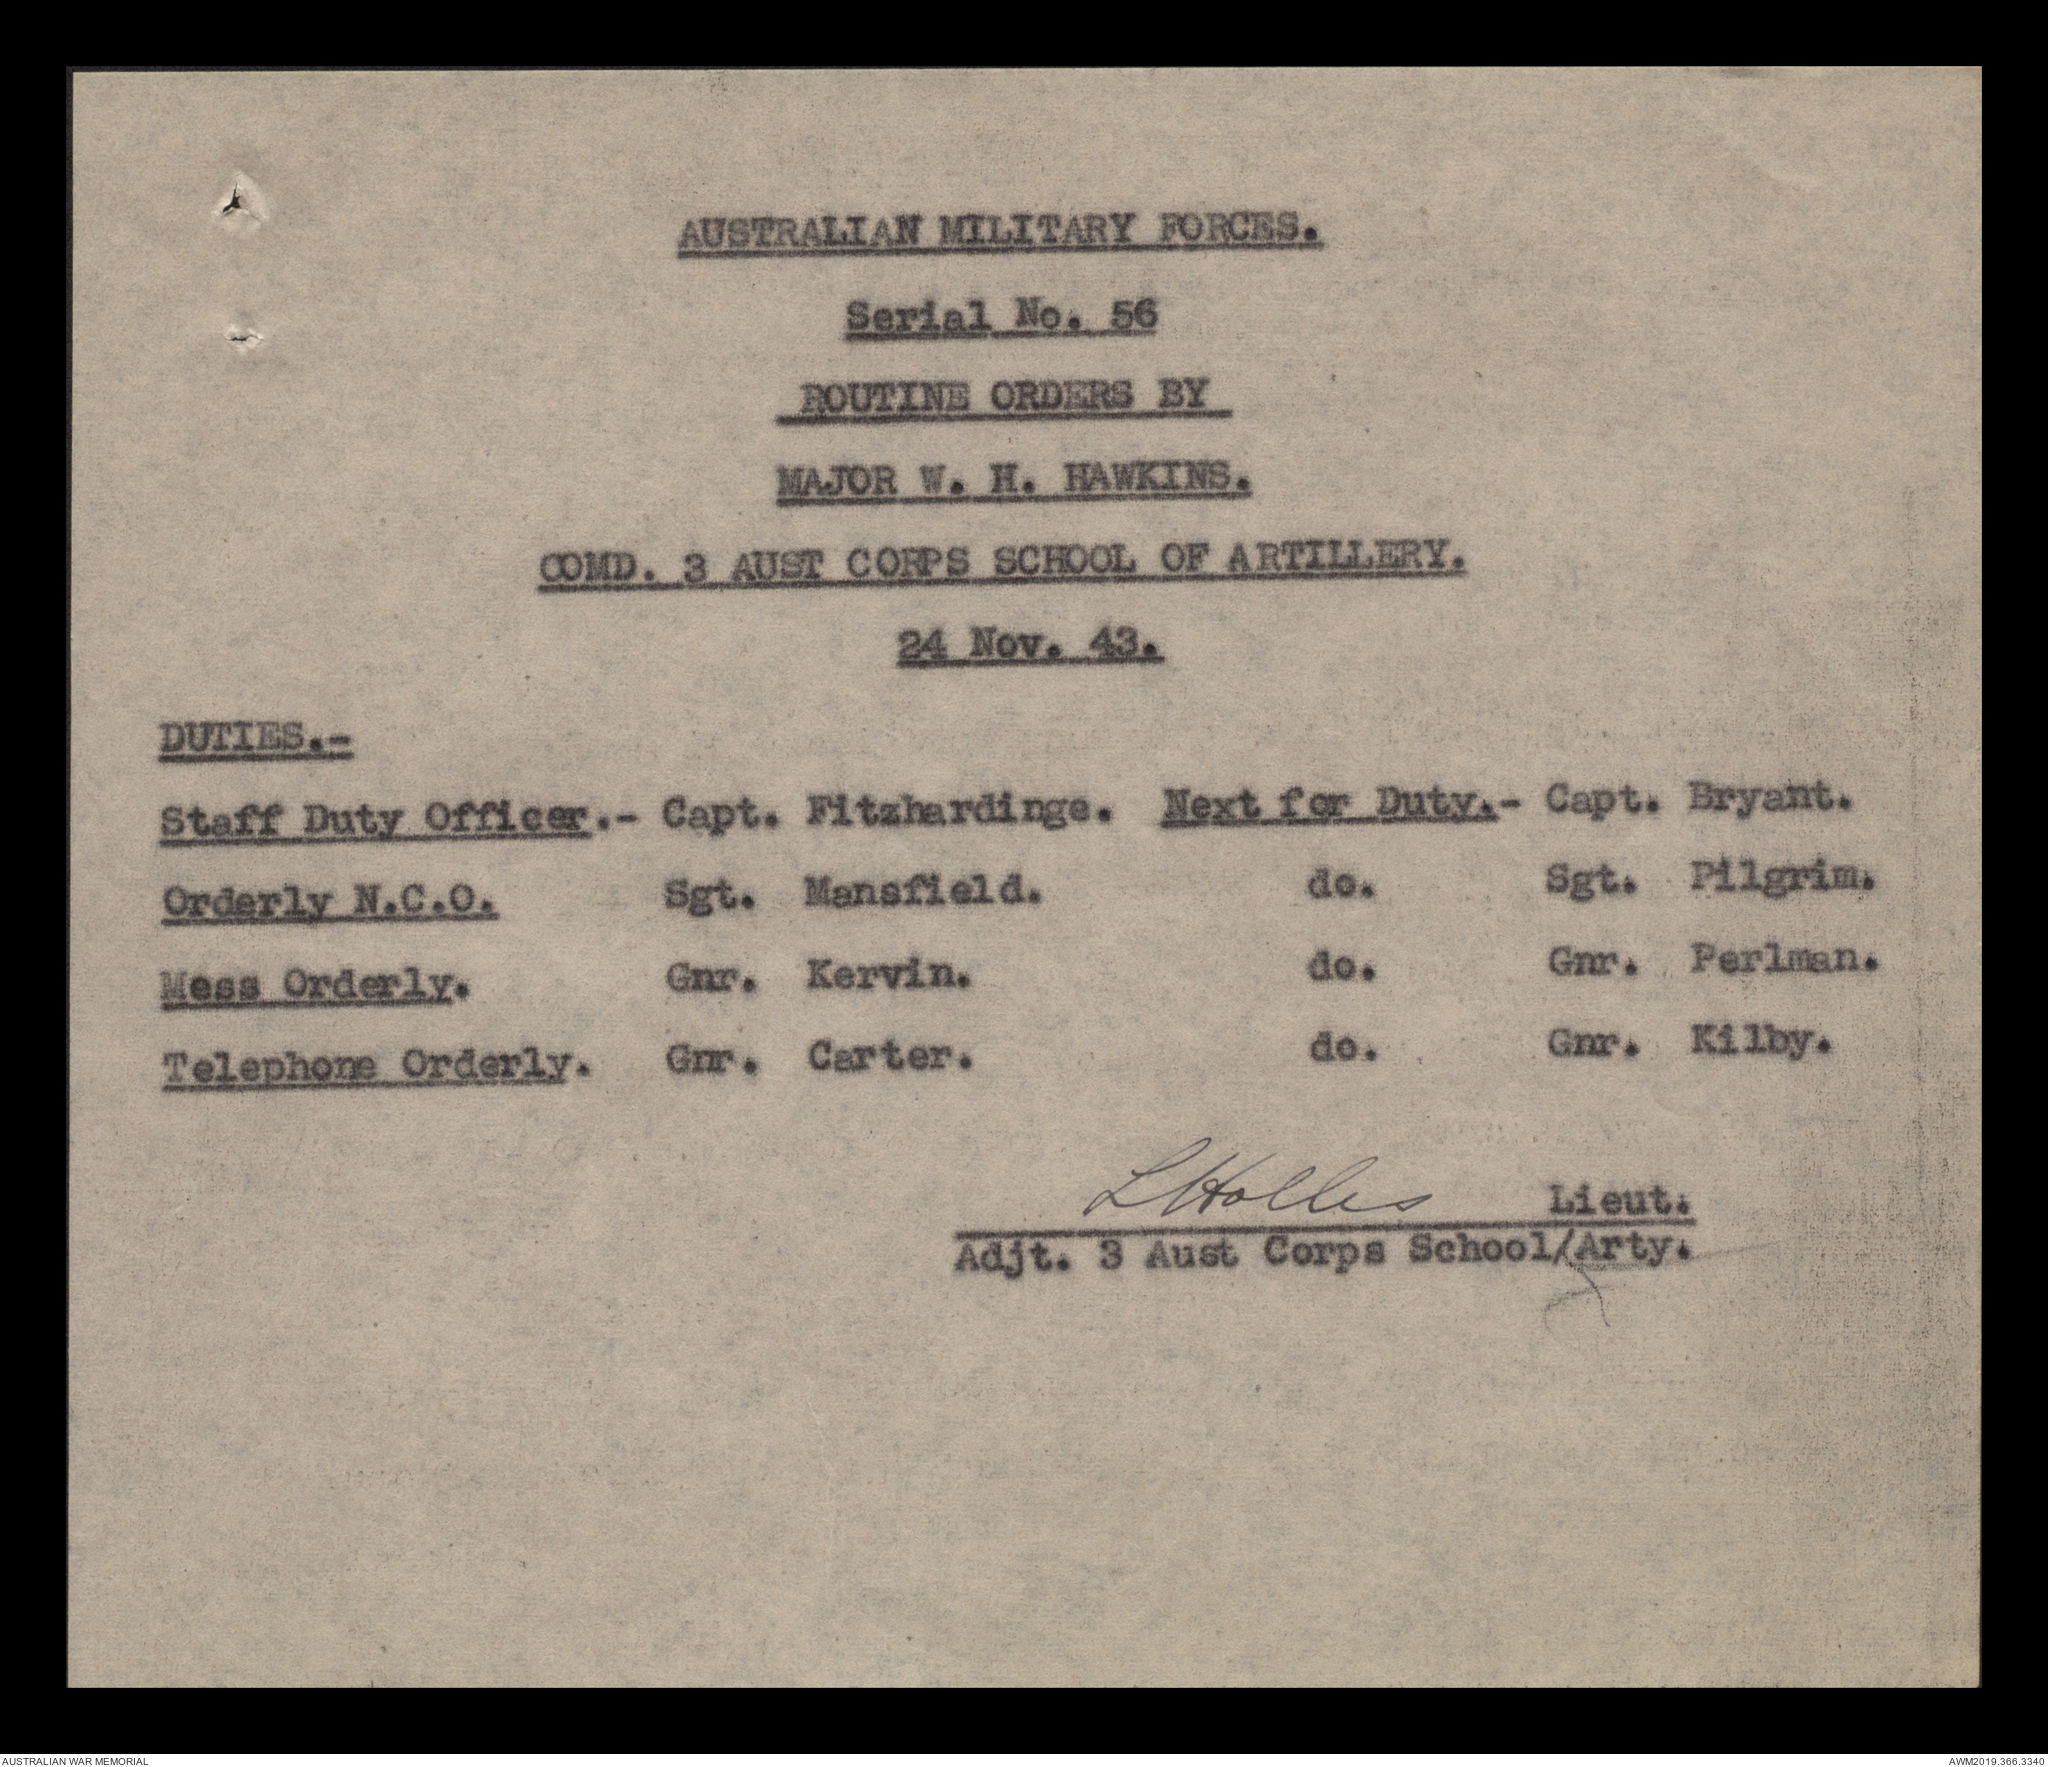 AUSTRALIAN MILITARY FORCES.
Serial No. 56
ROUTINE ORDERS BY
MAJOR W. H. HAWKINS.
COMD. 3 AUST CORPS SCHOOL OF ARTILLERY.
24 Nov. 43.
DUTIES.-
Staff Duty Officer.- Capt. Fitzhardinge. Next for Duty.- Capt. Bryant.
Orderly N.C.O. Sgt. Mansfield. do. Sgt. Pilgrim.
Mess Orderly. Gnr. Kervin. do. Gnr. Perlman.
Telephone Orderly. Gnr. Carter. do. Gnr. Kilby.
LHolles Lieut.
Adjt. 3 Aust Corps School/Arty.
AUSTRALIAN WAR MEMORIAL AWM2019.366.3340